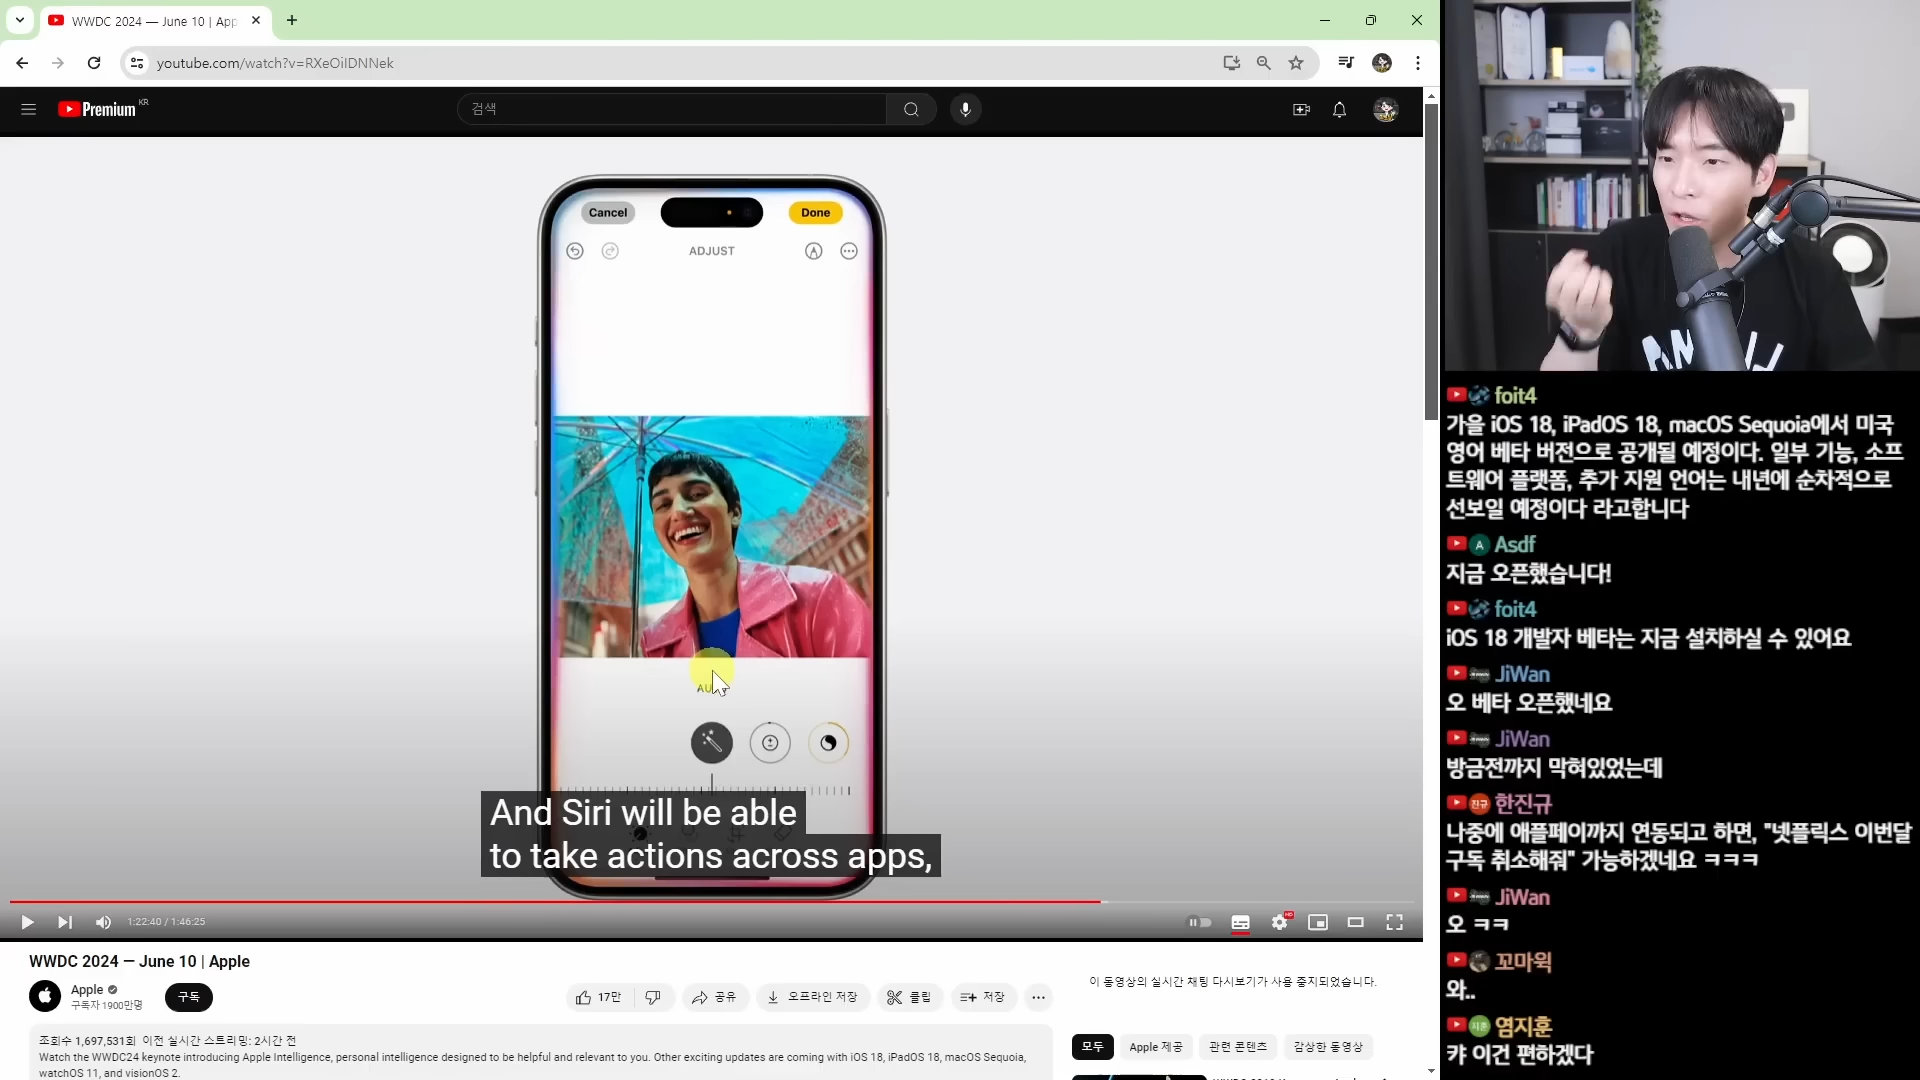 WWDC 2024 — June 10 | App
youtube.com/watch?v=RXeOilDNNek
Premium KR
검색
Cancel
Done
ADJUST
And Siri will be able
to take actions across apps,
1:22:40 / 1:46:25
HD
WWDC 2024 — June 10 | Apple
Apple
구독자 1900만명
구독
17만
공유
오프라인 저장
클립
저장
이 동영상의 실시간 채팅 다시보기가 사용 중지되었습니다.
조회수 1,697,531회 이전 실시간 스트리밍: 2시간 전
Watch the WWDC24 keynote introducing Apple Intelligence, personal intelligence designed to be helpful and relevant to you. Other exciting updates are coming with iOS 18, iPadOS 18, macOS Sequoia,
watchOS 11, and visionOS 2.
모두
Apple 제공
관련 콘텐츠
감상한 동영상
foit4
가을 iOS 18, iPadOS 18, macOS Sequoia에서 미국
영어 베타 버전으로 공개될 예정이다. 일부 기능, 소프
트웨어 플랫폼, 추가 지원 언어는 내년에 순차적으로
선보일 예정이다 라고합니다
A Asdf
지금 오픈했습니다!
foit4
iOS 18 개발자 베타는 지금 설치하실 수 있어요
JiWan
오 베타 오픈했네요
JiWan
방금전까지 막혀있었는데
진규 한진규
나중에 애플페이까지 연동되고 하면, "넷플릭스 이번달
구독 취소해줘" 가능하겠네요 ㅋㅋㅋ
JiWan
오 ㅋㅋ
꼬마윅
와..
지훈 염지훈
캬 이건 편하겠다